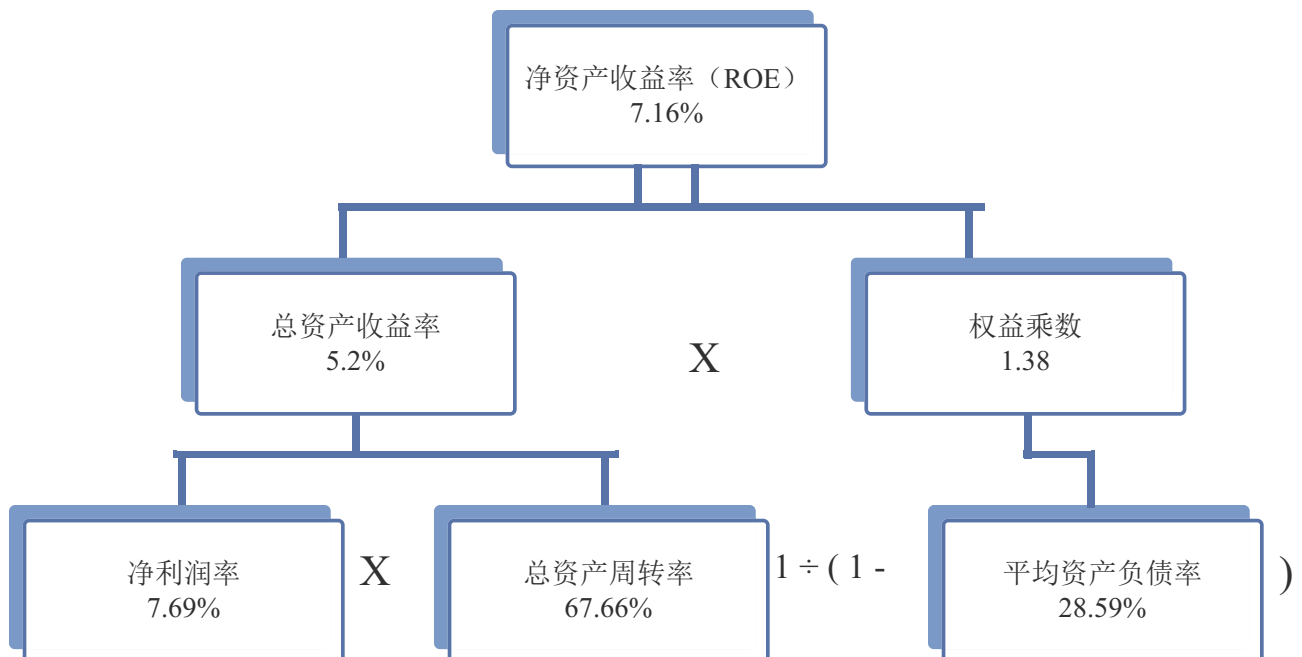 净资产收益率（ROE）
7.16%
总资产收益率
5.2%
X
权益乘数
1.38
净利润率
7.69%
X
总资产周转率
67.66%
1 ÷ ( 1 -
平均资产负债率
28.59%
)